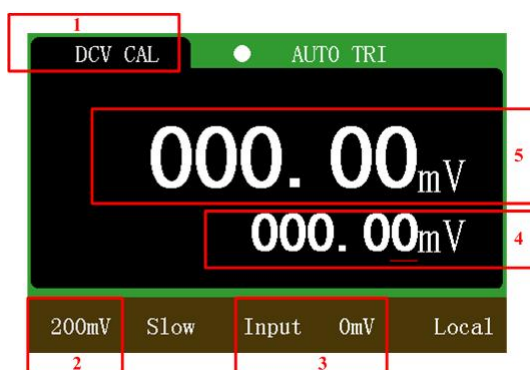 1
DCV CAL AUTO TRI
000.00mV 5
000.00mV 4
200mV Slow Input 0mV Local
2 3